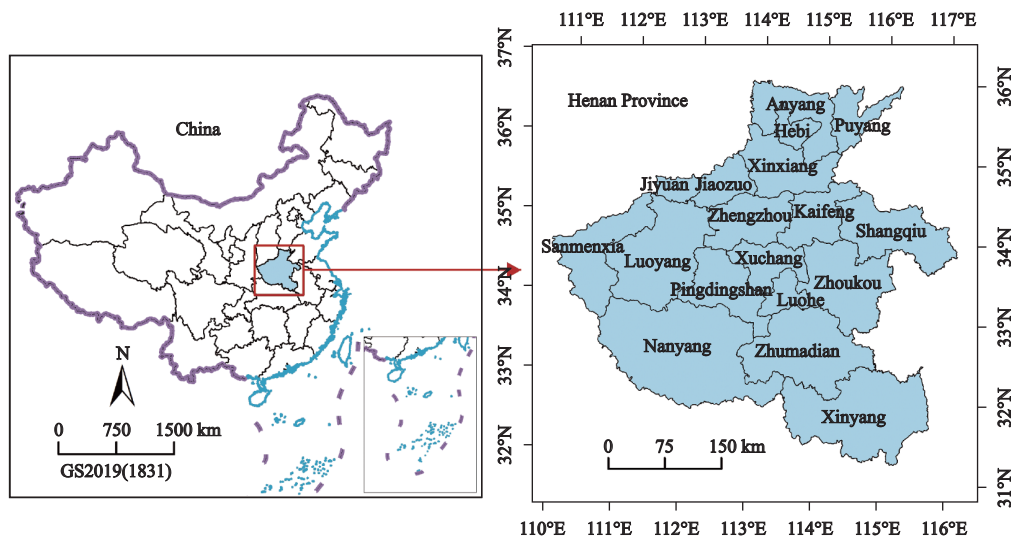 China
N
0 750 1500 km
GS2019(1831)
111°E 112°E 113°E 114°E 115°E 116°E 117°E
37°N
36°N
35°N
34°N
33°N
32°N
Henan Province
Anyang
Hebi
Puyang
Xinxiang
Jiyuan Jiaozuo
Zhengzhou
Kaifeng
Shangqiu
Sanmenxia
Luoyang
Xuchang
Pingdingshan
Zhoukou
Luohe
Nanyang
Zhumadian
Xinyang
0 75 150 km
36°N
35°N
34°N
33°N
32°N
31°N
110°E 111°E 112°E 113°E 114°E 115°E 116°E